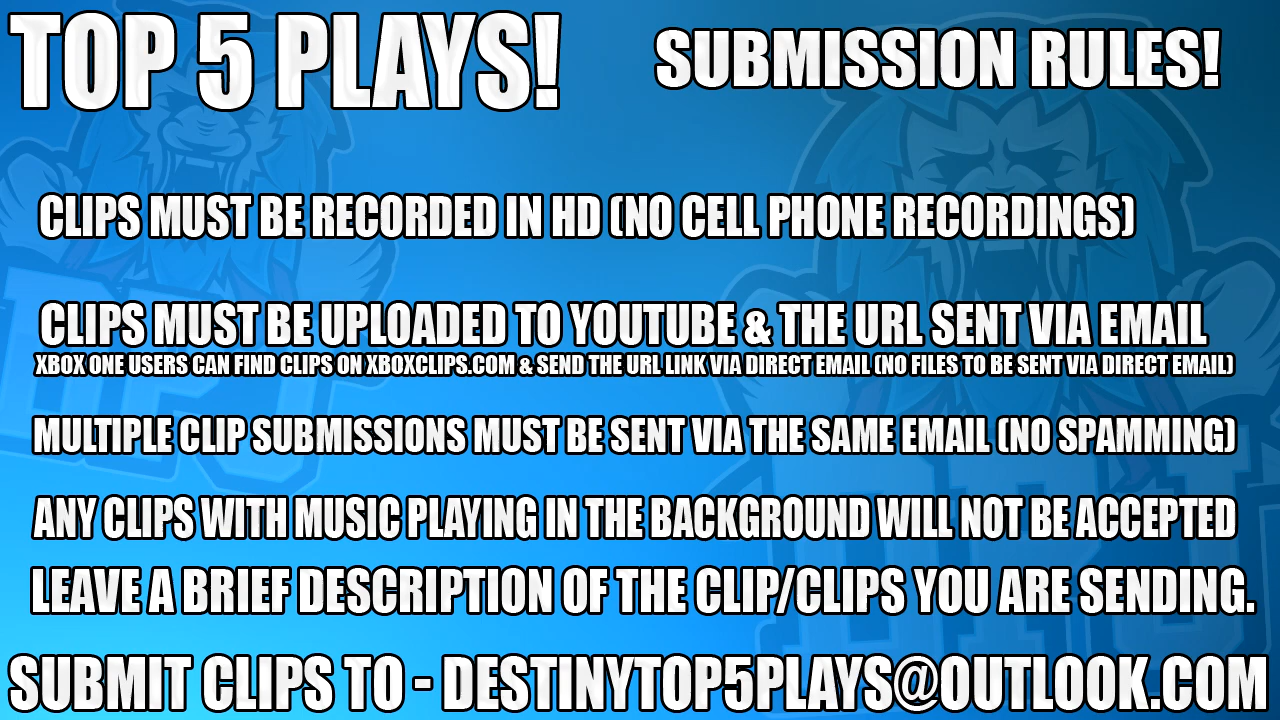 TOP 5 PLAYS!
SUBMISSION RULES!
CLIPS MUST BE RECORDED IN HD (NO CELL PHONE RECORDINGS)
CLIPS MUST BE UPLOADED TO YOUTUBE & THE URL SENT VIA EMAIL
XBOX ONE USERS CAN FIND CLIPS ON XBOXCLIPS.COM & SEND THE URL LINK VIA DIRECT EMAIL (NO FILES TO BE SENT VIA DIRECT EMAIL)
MULTIPLE CLIP SUBMISSIONS MUST BE SENT VIA THE SAME EMAIL (NO SPAMMING)
ANY CLIPS WITH MUSIC PLAYING IN THE BACKGROUND WILL NOT BE ACCEPTED
LEAVE A BRIEF DESCRIPTION OF THE CLIP/CLIPS YOU ARE SENDING.
SUBMIT CLIPS TO - DESTINYTOP5PLAYS@OUTLOOK.COM